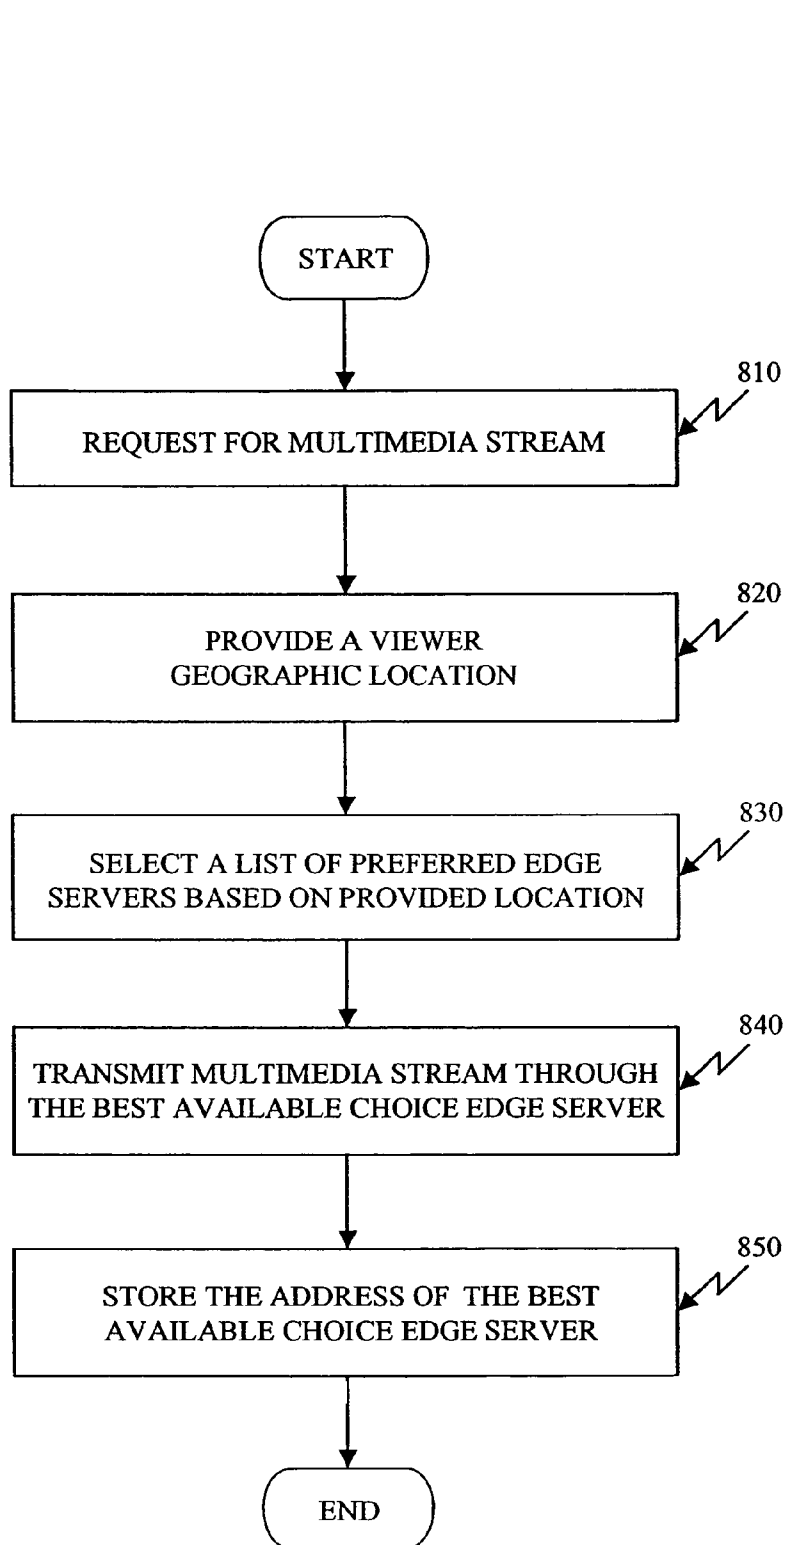 START
810
REQUEST FOR MULTIMEDIA STREAM
820
PROVIDE A VIEWER
GEOGRAPHIC LOCATION
830
SELECT A LIST OF PREFERRED EDGE
SERVERS BASED ON PROVIDED LOCATION
840
TRANSMIT MULTIMEDIA STREAM THROUGH
THE BEST AVAILABLE CHOICE EDGE SERVER
850
STORE THE ADDRESS OF THE BEST
AVAILABLE CHOICE EDGE SERVER
END